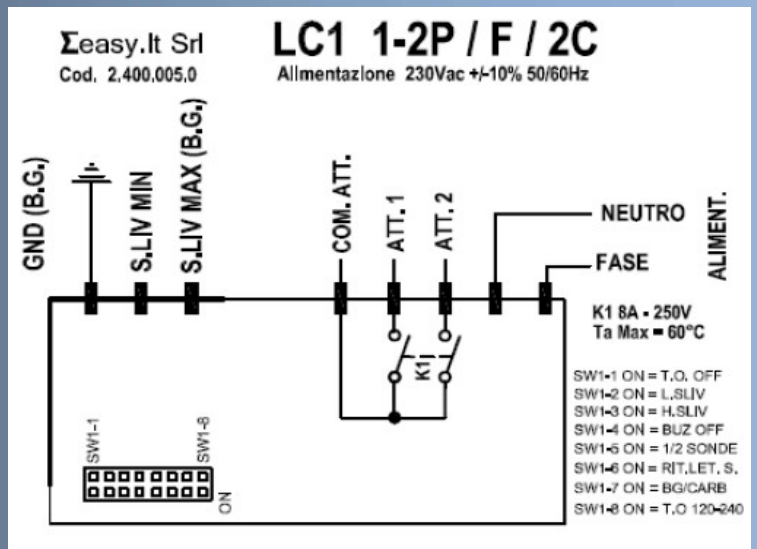 Σeasy.It Srl
Cod. 2.400.005.0
LC1 1-2P / F / 2C
Alimentazione 230Vac +/-10% 50/60Hz
GND (B.G.)
S.LIV MIN
S.LIV MAX (B.G.)
COM. ATT.
ATT. 1
ATT. 2
NEUTRO
FASE
ALIMENT.
K1 8A - 250V
Ta Max = 60°C
K1
SW1-1 ON = T.O. OFF
SW1-2 ON = L.SLIV
SW1-3 ON = H.SLIV
SW1-4 ON = BUZ OFF
SW1-5 ON = 1/2 SONDE
SW1-6 ON = RIT.LET. S.
SW1-7 ON = BG/CARB
SW1-8 ON = T.O 120-240
SW1-1
SW1-8
ON